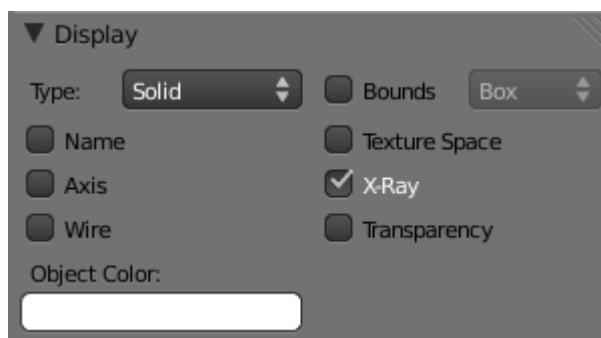 Display
Type: Solid Bounds Box
Name Texture Space
Axis X-Ray
Wire Transparency
Object Color: